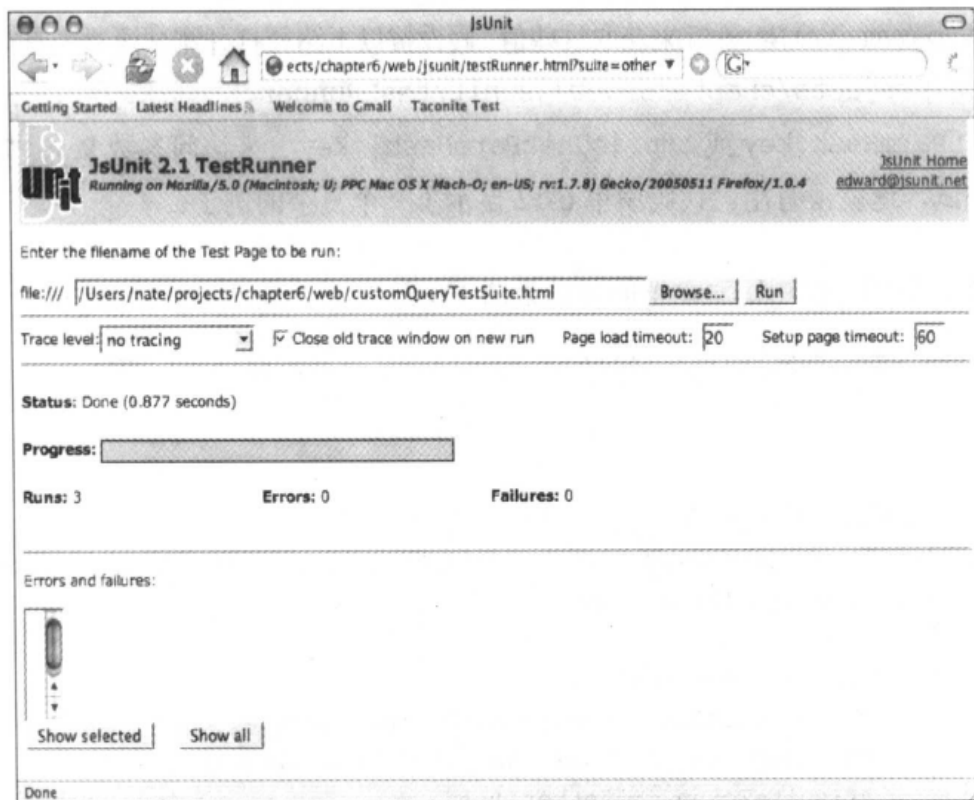 JsUnit
ects/chapter6/web/jsunit/testRunner.html?suite=other
G
Getting Started Latest Headlines Welcome to Gmail Taconite Test
Js Unit
JsUnit 2.1 TestRunner
Running on Mozilla/5.0 (Macintosh; U; PPC Mac OS X Mach-O; en-US; rv:1.7.8) Gecko/20050511 Firefox/1.0.4
JsUnit Home
edward@jsunit.net
Enter the filename of the Test Page to be run:
file:/// /Users/nate/projects/chapter6/web/customQueryTestSuite.html Browse... Run
Trace level: no tracing Close old trace window on new run Page load timeout: 20 Setup page timeout: 60
Status: Done (0.877 seconds)
Progress:
Runs: 3 Errors: 0 Failures: 0
Errors and failures:
Show selected Show all
Done